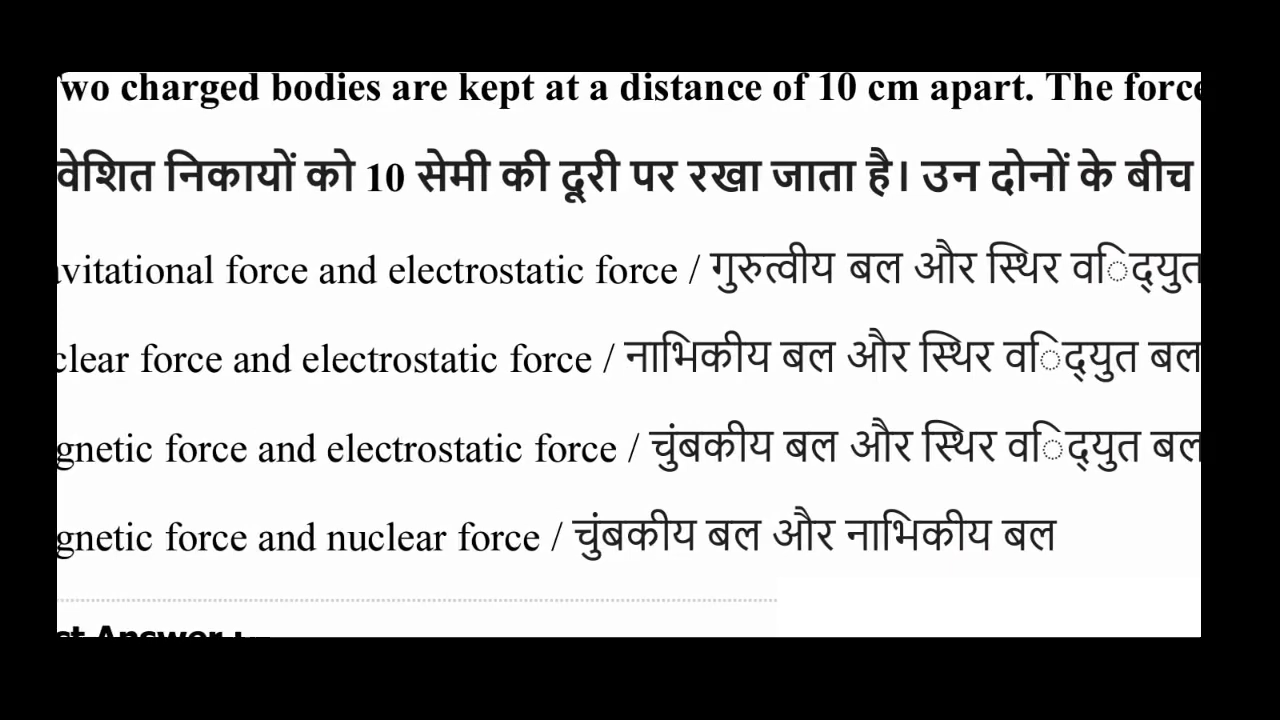 wo charged bodies are kept at a distance of 10 cm apart. The force
वेशित निकायों को 10 सेमी की दूरी पर रखा जाता है। उन दोनों के बीच
vitational force and electrostatic force / गुरुत्वीय बल और स्थिर विद्युत
clear force and electrostatic force / नाभिकीय बल और स्थिर विद्युत बल
gnetic force and electrostatic force / चुंबकीय बल और स्थिर विद्युत बल
gnetic force and nuclear force / चुंबकीय बल और नाभिकीय बल
st Answer :-